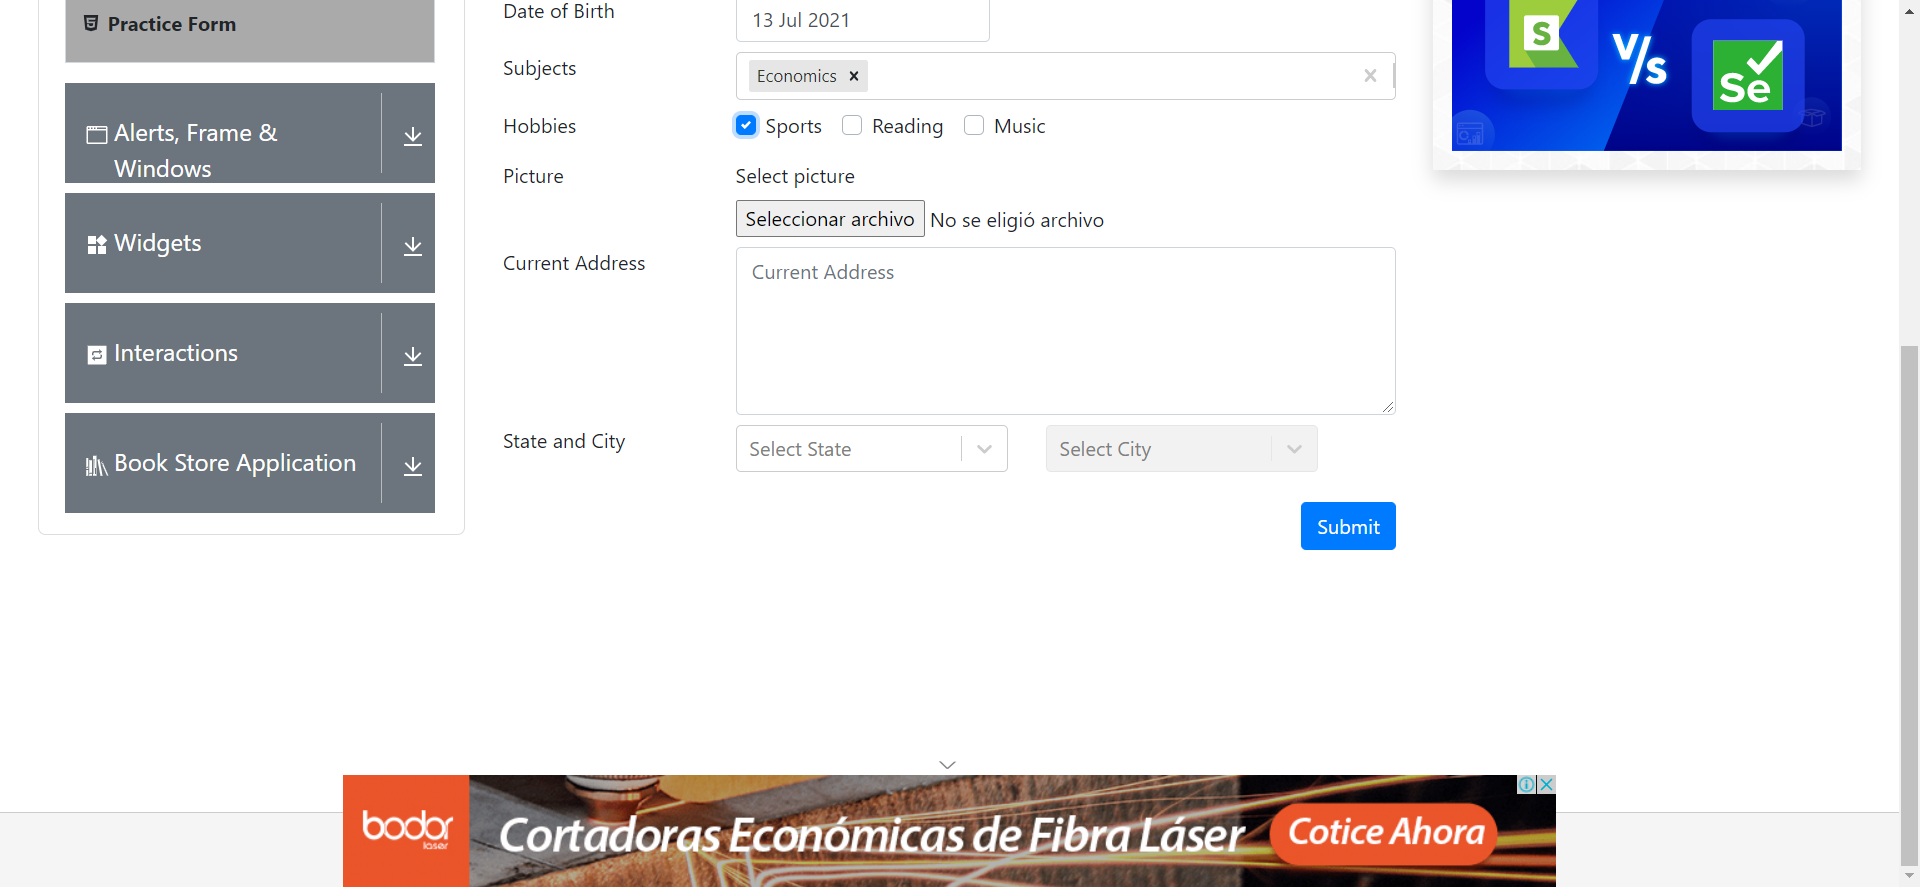 Practice Form
Alerts, Frame &
Windows
Widgets
Interactions
Book Store Application
Date of Birth
13 Jul 2021
Subjects
Economics
Hobbies
Sports Reading Music
Picture
Select picture
Seleccionar archivo No se eligió archivo
Current Address
Current Address
State and City
Select State
Select City
Submit
S
V/S
Se
bodor
laser
Cortadoras Económicas de Fibra Láser
Cotice Ahora